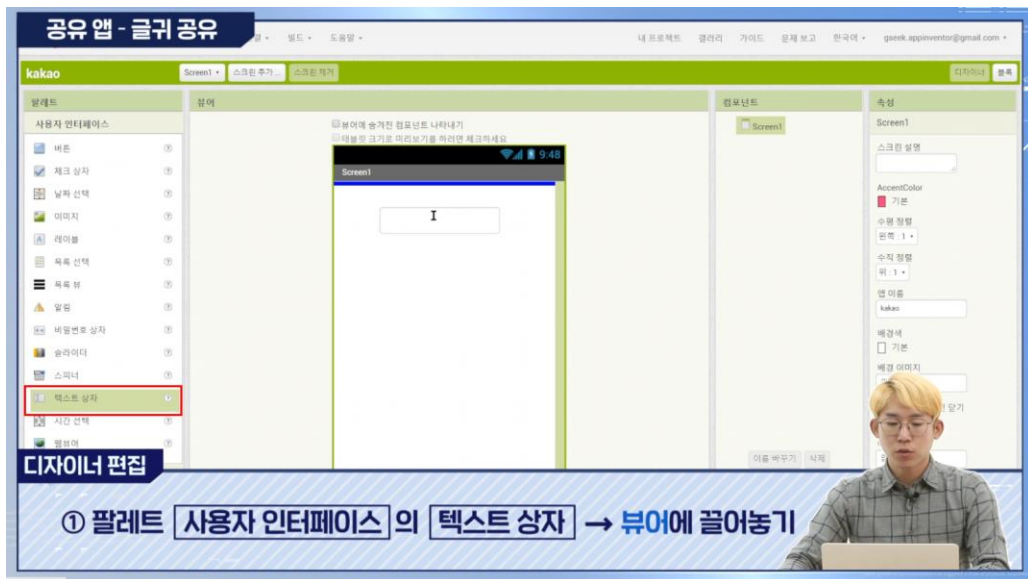 공유 앱 - 글귀 공유
빌드 도움말
내 프로젝트 갤러리 가이드 문제 보고 한국어 gseek.appinventor@gmail.com
kakao
Screen1 스크린 추가... 스크린 제거
디자이너 블록
팔레트
뷰어
컴포넌트
속성
사용자 인터페이스
버튼
체크 상자
날짜 선택
이미지
레이블
목록 선택
목록 뷰
알림
비밀번호 상자
슬라이더
스피너
텍스트 상자
시간 선택
웹뷰어
뷰어에 숨겨진 컴포넌트 나타내기
태블릿 크기로 미리보기를 하려면 체크하세요
9:48
Screen1
Screen1
이름 바꾸기 삭제
Screen1
스크린 설명
AccentColor
기본
수평 정렬
왼쪽 : 1
수직 정렬
위 : 1
앱 이름
kakao
배경색
기본
배경 이미지
닫기
디자이너 편집
① 팔레트 사용자 인터페이스 의 텍스트 상자 → 뷰어에 끌어놓기